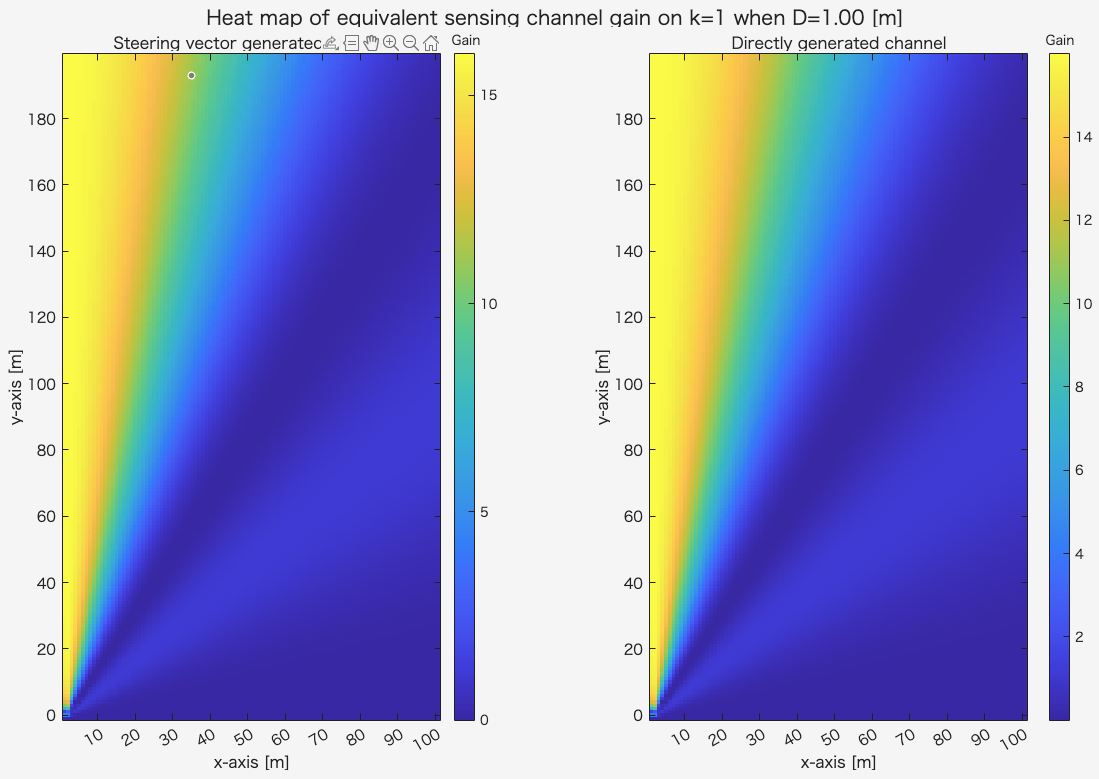 Heat map of equivalent sensing channel gain on k=1 when D=1.00 [m]
Steering vector generated
Gain
15
10
5
0
180
160
140
120
100
80
60
40
20
0
y-axis [m]
10 20 30 40 50 60 70 80 90 100
x-axis [m]
Directly generated channel
Gain
14
12
10
8
6
4
2
180
160
140
120
100
80
60
40
20
0
y-axis [m]
10 20 30 40 50 60 70 80 90 100
x-axis [m]